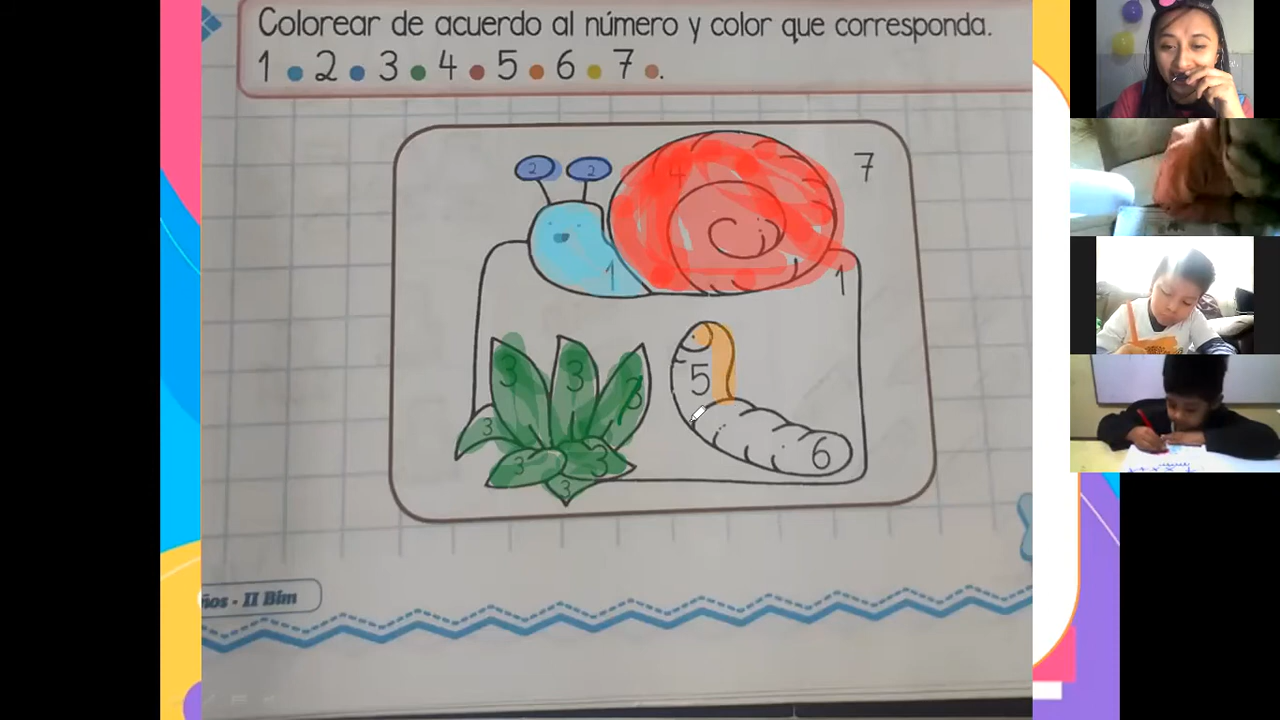 Colorear de acuerdo al número y color que corresponda.
1 2 3 4 5 6 7 .
2 2 4 7
1 1
3 3 3 5
3 6
3 3
3
ños - II Bim